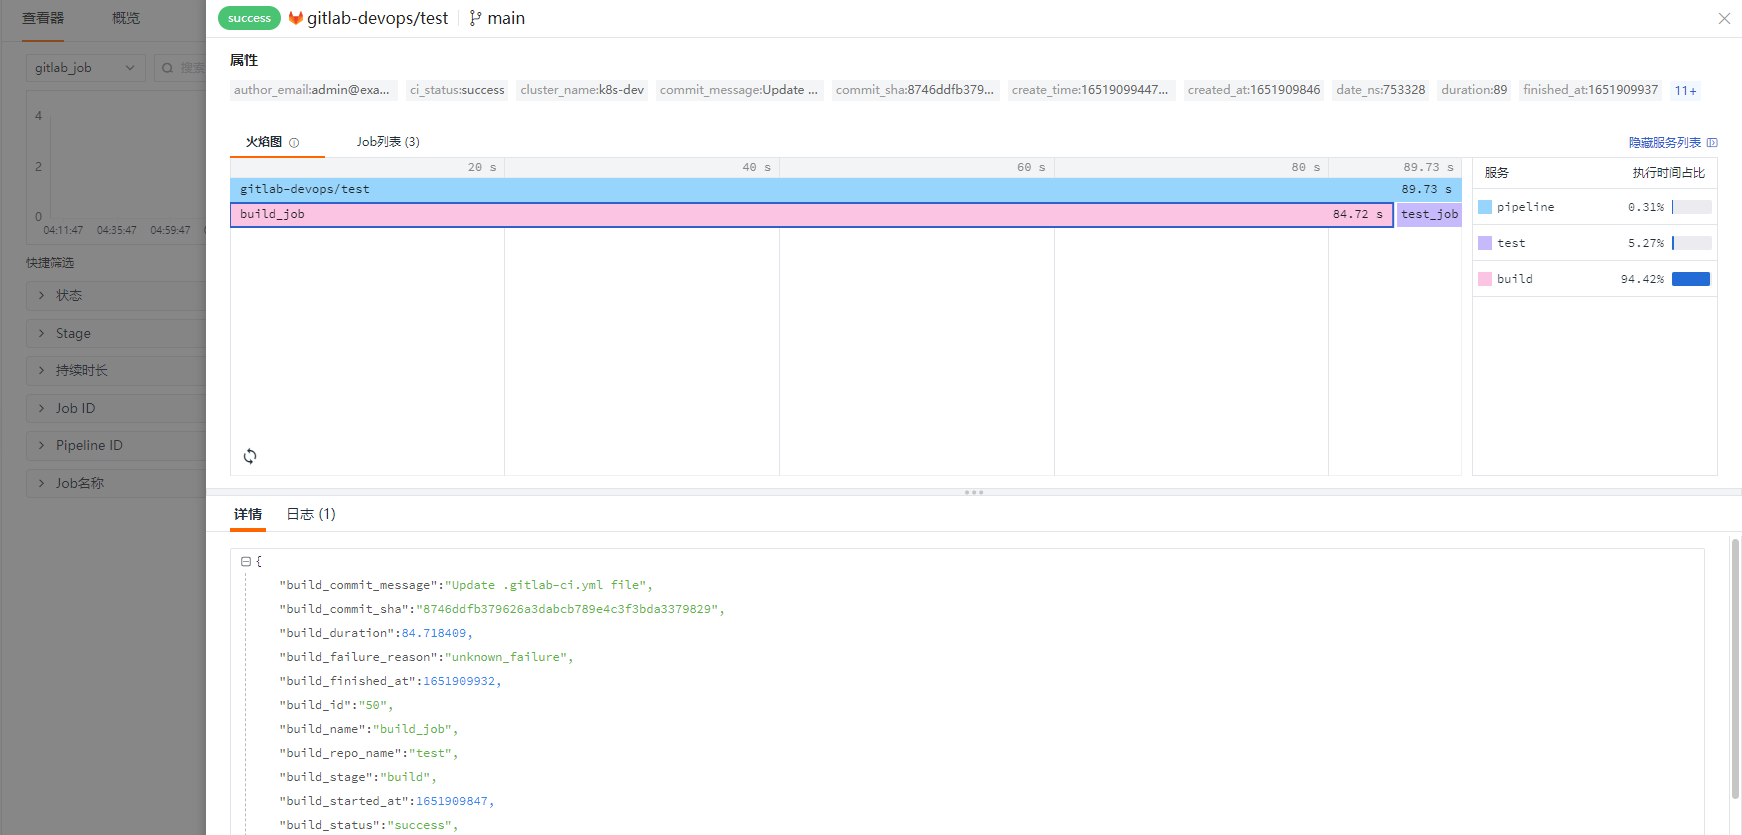 查看器 概览
success gitlab-devops/test main
gitlab_job 搜索
4
2
0
04:11:47 04:35:47 04:59:47
快捷筛选
状态
Stage
持续时长
Job ID
Pipeline ID
Job名称
属性
author_email:admin@exa... ci_status:success cluster_name:k8s-dev commit_message:Update ... commit_sha:8746ddfb379... create_time:16519099447... created_at:1651909846 date_ns:753328 duration:89 finished_at:1651909937 11+
火焰图 Job列表 (3) 隐藏服务列表
20 s 40 s 60 s 80 s 89.73 s
gitlab-devops/test 89.73 s
build_job 84.72 s test_job
服务 执行时间占比
pipeline 0.31%
test 5.27%
build 94.42%
详情 日志 (1)
{
"build_commit_message":"Update .gitlab-ci.yml file",
"build_commit_sha":"8746ddfb379626a3dabcb789e4c3f3bda3379829",
"build_duration":84.718409,
"build_failure_reason":"unknown_failure",
"build_finished_at":1651909932,
"build_id":"50",
"build_name":"build_job",
"build_repo_name":"test",
"build_stage":"build",
"build_started_at":1651909847,
"build_status":"success",